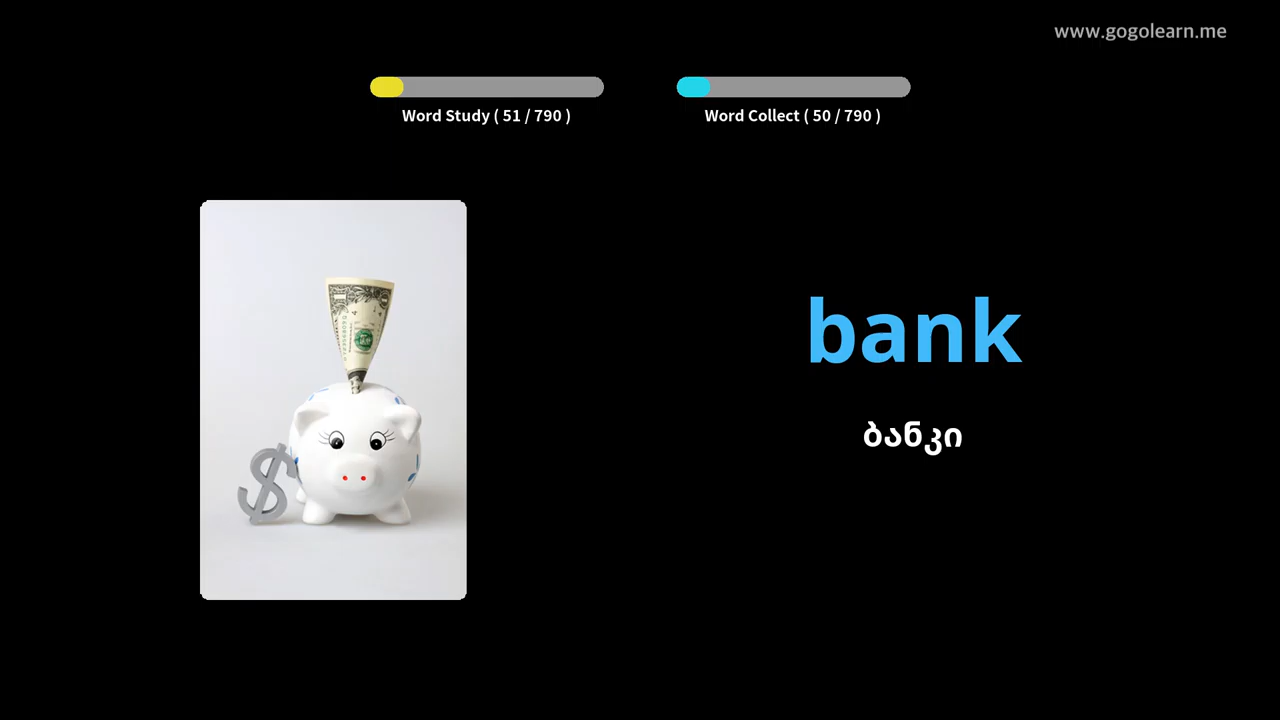 www.gogolearn.me
Word Study ( 51 / 790 )
Word Collect ( 50 / 790 )
$
bank
ბანკი